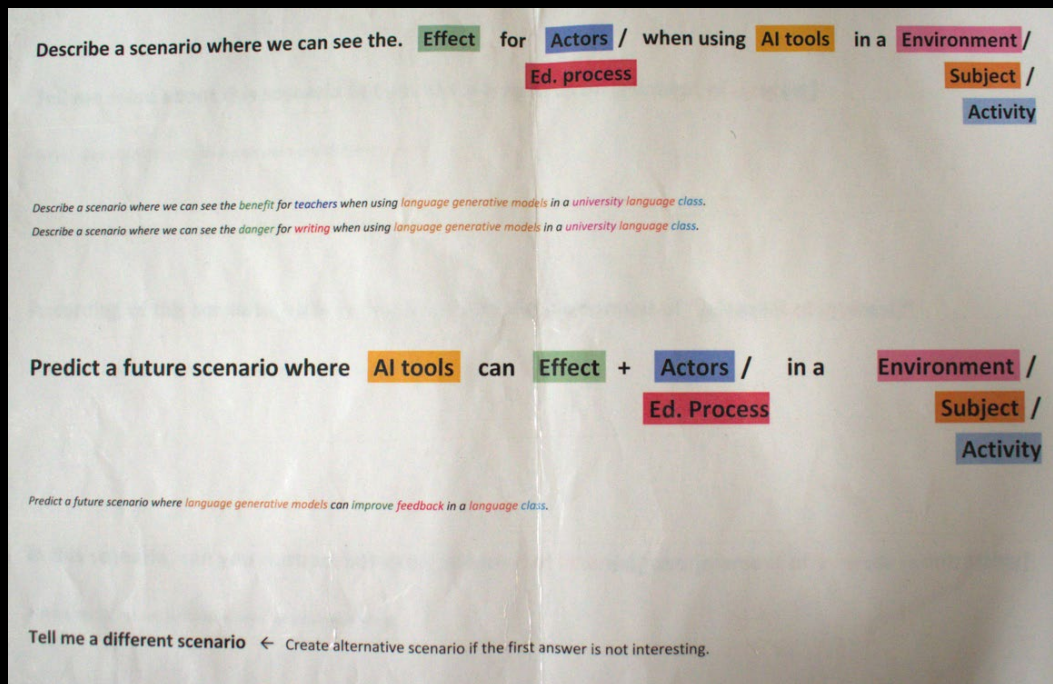 Describe a scenario where we can see the. Effect for Actors / when using AI tools in a Environment /
Ed. process Subject /
Activity
Describe a scenario where we can see the benefit for teachers when using language generative models in a university language class.
Describe a scenario where we can see the danger for writing when using language generative models in a university language class.
Predict a future scenario where AI tools can Effect + Actors / in a Environment /
Ed. Process Subject /
Activity
Predict a future scenario where language generative models can improve feedback in a language class.
Tell me a different scenario ← Create alternative scenario if the first answer is not interesting.